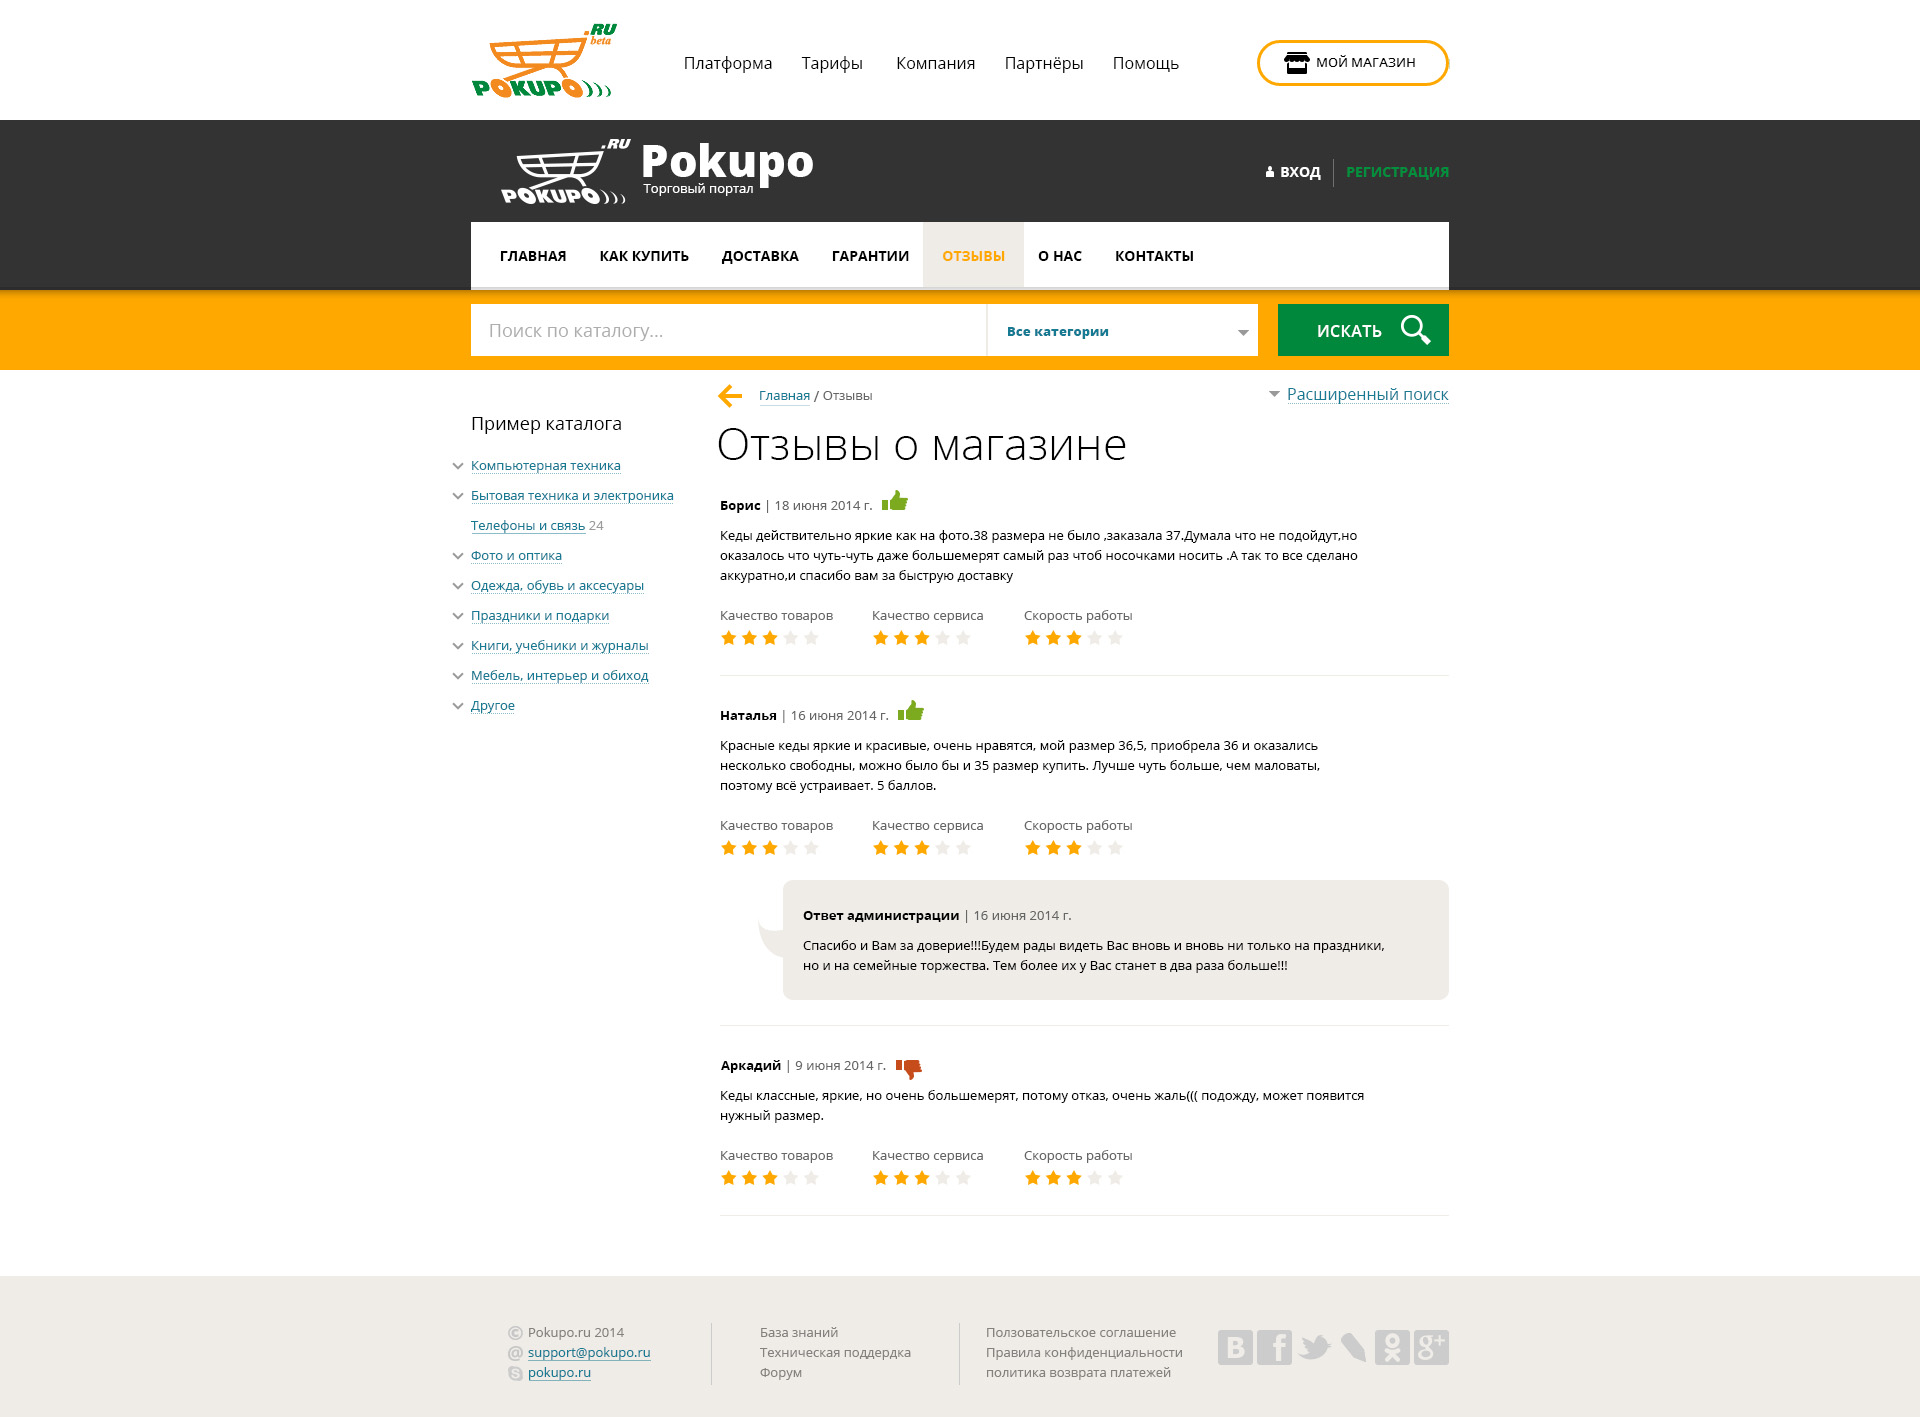 .RU
beta
POKUPO
Платформа Тарифы Компания Партнёры Помощь
МОЙ МАГАЗИН
.RU
POKUPO
Pokupo
Торговый портал
ВХОД
РЕГИСТРАЦИЯ
ГЛАВНАЯ КАК КУПИТЬ ДОСТАВКА ГАРАНТИИ ОТЗЫВЫ О НАС КОНТАКТЫ
Поиск по каталогу...
Все категории
ИСКАТЬ
Главная / Отзывы
Расширенный поиск
Пример каталога
Компьютерная техника
Бытовая техника и электроника
Телефоны и связь 24
Фото и оптика
Одежда, обувь и аксесуары
Праздники и подарки
Книги, учебники и журналы
Мебель, интерьер и обиход
Другое
Отзывы о магазине
Борис | 18 июня 2014 г.
Кеды действительно яркие как на фото.38 размера не было ,заказала 37.Думала что не подойдут,но
оказалось что чуть-чуть даже большемерят самый раз чтоб носочками носить .А так то все сделано
аккуратно,и спасибо вам за быструю доставку
Качество товаров Качество сервиса Скорость работы
Наталья | 16 июня 2014 г.
Красные кеды яркие и красивые, очень нравятся, мой размер 36,5, приобрела 36 и оказались
несколько свободны, можно было бы и 35 размер купить. Лучше чуть больше, чем маловаты,
поэтому всё устраивает. 5 баллов.
Качество товаров Качество сервиса Скорость работы
Ответ администрации | 16 июня 2014 г.
Спасибо и Вам за доверие!!!Будем рады видеть Вас вновь и вновь ни только на праздники,
но и на семейные торжества. Тем более их у Вас станет в два раза больше!!!
Аркадий | 9 июня 2014 г.
Кеды классные, яркие, но очень большемерят, потому отказ, очень жаль((( подожду, может появится
нужный размер.
Качество товаров Качество сервиса Скорость работы
© Pokupo.ru 2014
@ support@pokupo.ru
pokupo.ru
База знаний
Техническая поддердка
Форум
Ползовательское соглашение
Правила конфиденциальности
политика возврата платежей